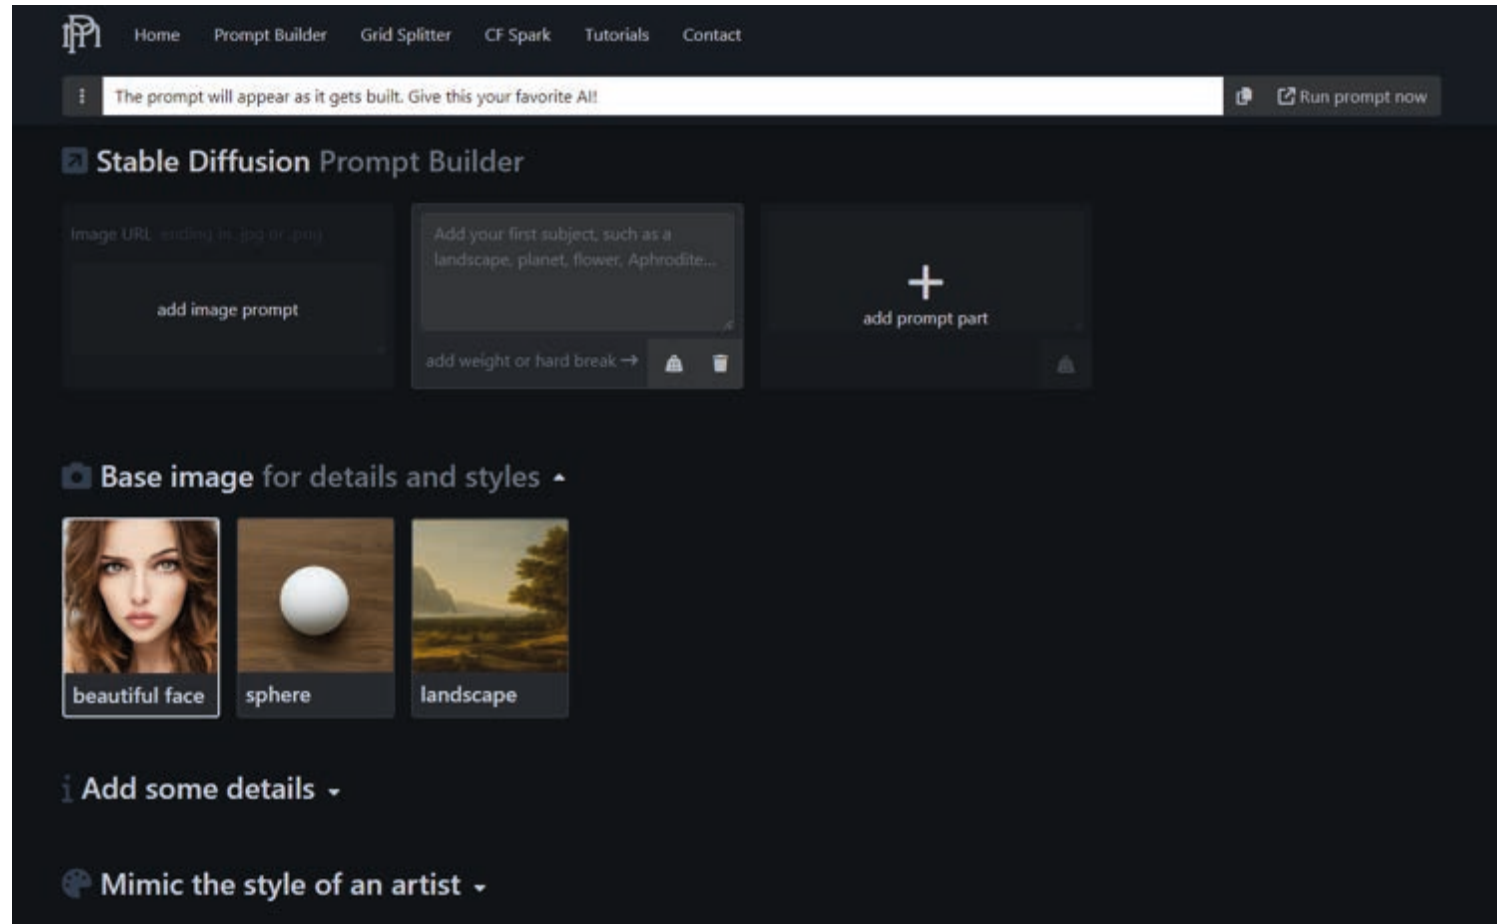 Home Prompt Builder Grid Splitter CF Spark Tutorials Contact
The prompt will appear as it gets built. Give this your favorite AI!
Run prompt now
Stable Diffusion Prompt Builder
Image URL ending in .jpg or .png
add image prompt
Add your first subject, such as a
landscape, planet, flower, Aphrodite...
add weight or hard break →
add prompt part
Base image for details and styles
beautiful face
sphere
landscape
Add some details
Mimic the style of an artist